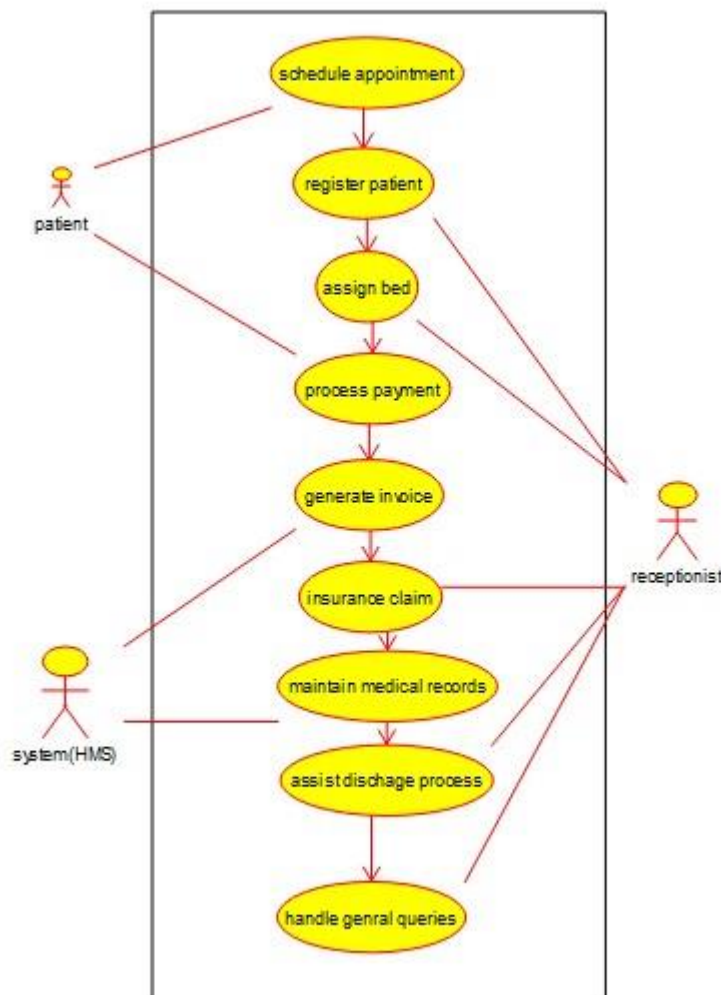 schedule appointment
register patient
patient
assign bed
process payment
generate invoice
receptionist
insurance claim
maintain medical records
system(HMS)
assist dischage process
handle genral queries